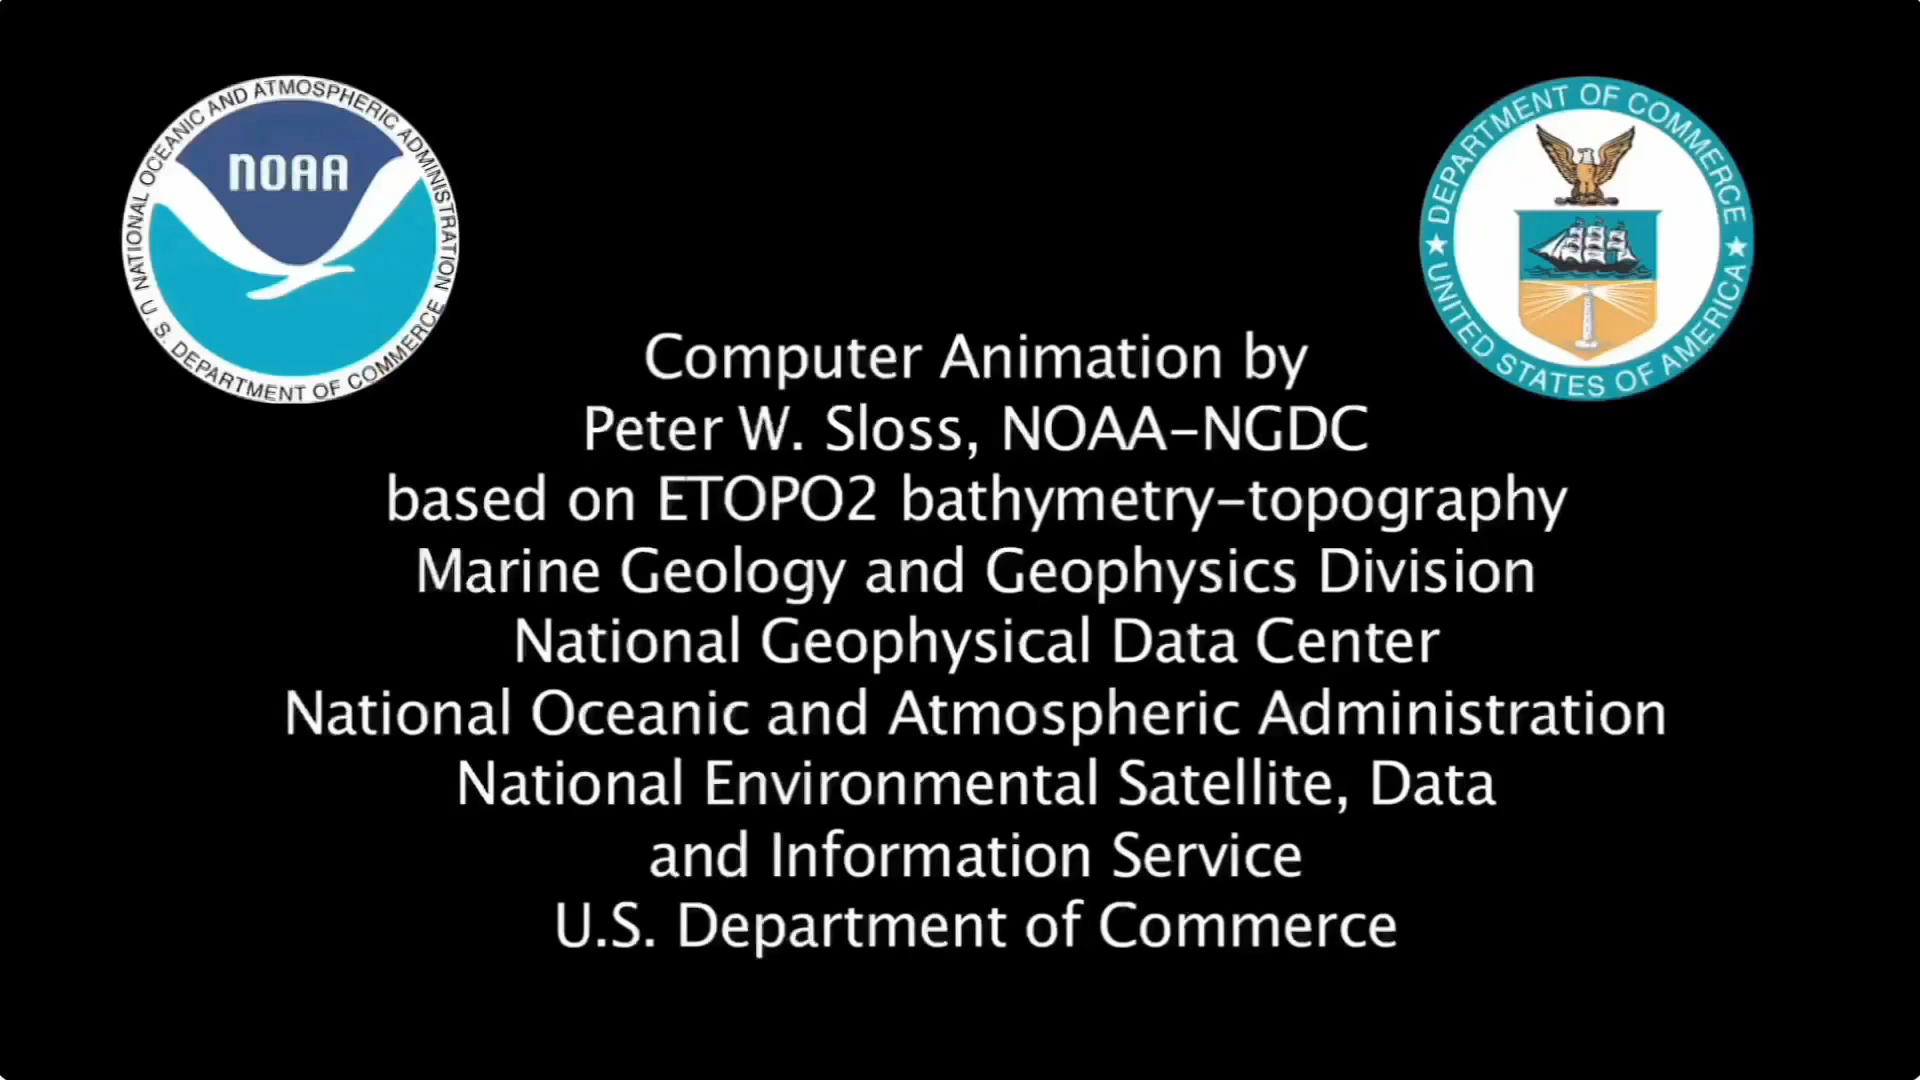 NATIONAL OCEANIC AND ATMOSPHERIC ADMINISTRATION
U. S. DEPARTMENT OF COMMERCE
NOAA
DEPARTMENT OF COMMERCE
UNITED STATES OF AMERICA
Computer Animation by
Peter W. Sloss, NOAA-NGDC
based on ETOPO2 bathymetry-topography
Marine Geology and Geophysics Division
National Geophysical Data Center
National Oceanic and Atmospheric Administration
National Environmental Satellite, Data
and Information Service
U.S. Department of Commerce